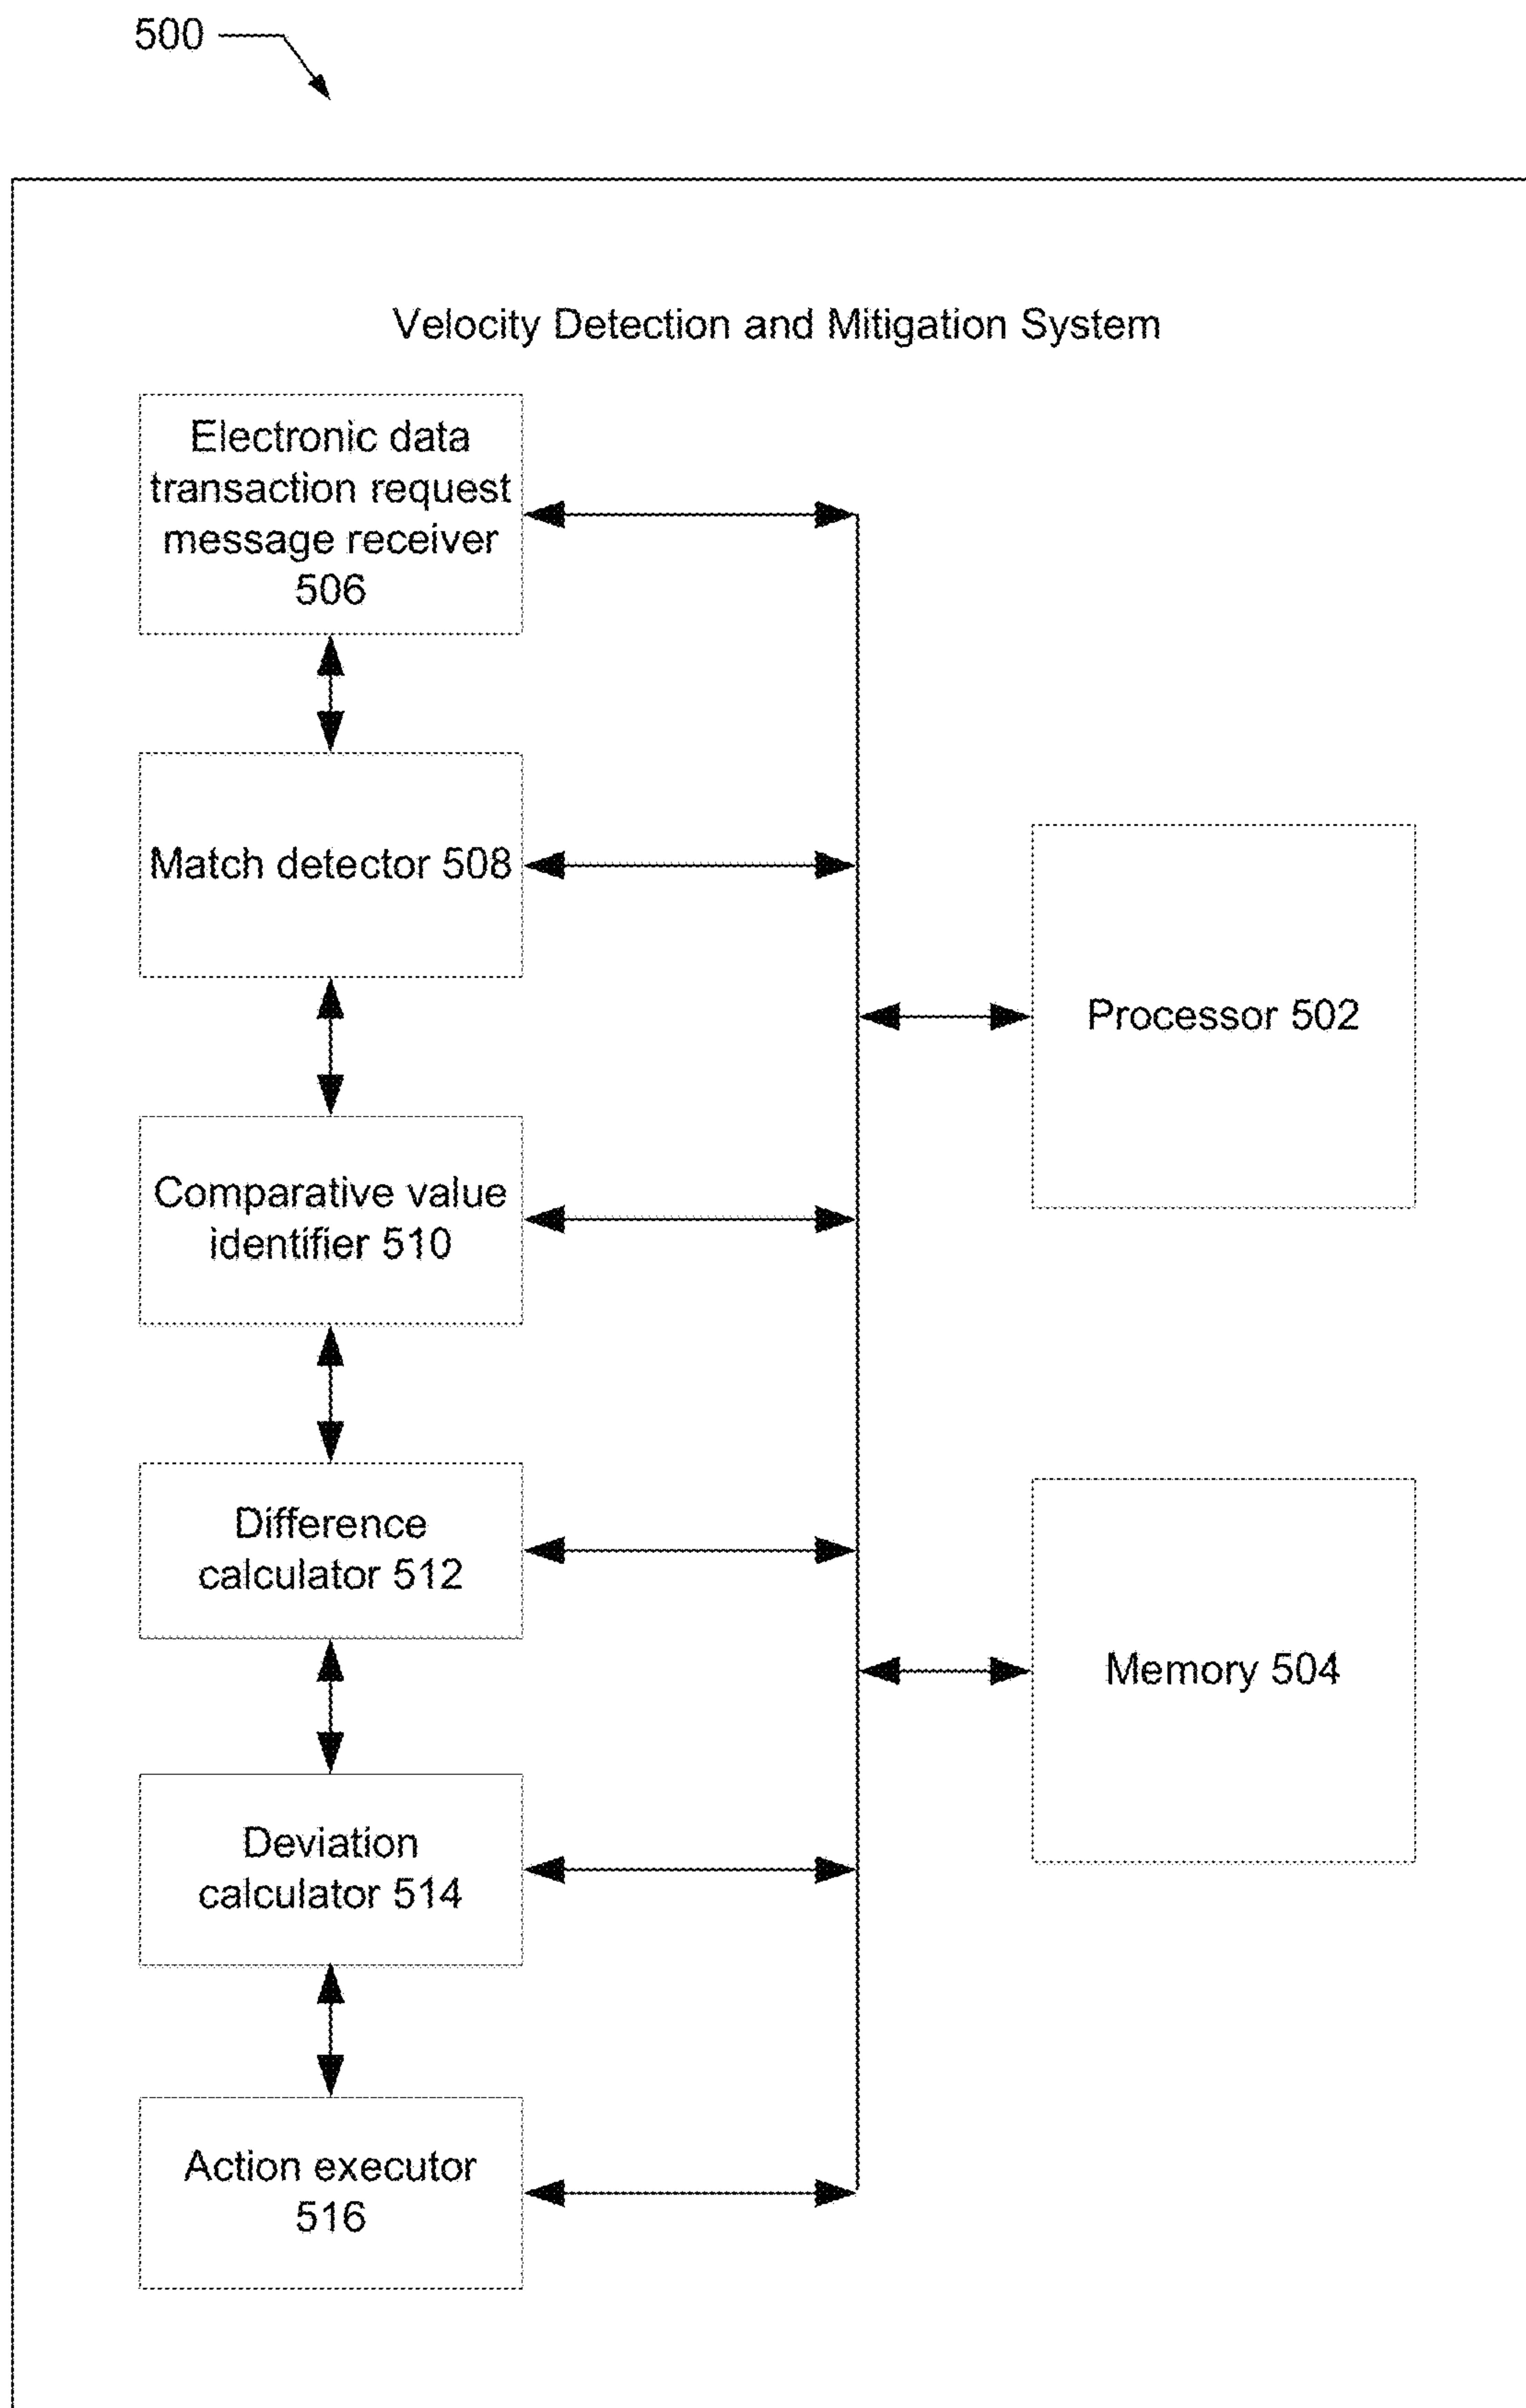 500
Velocity Detection and Mitigation System
Electronic data
transaction request
message receiver
506
Match detector 508
Processor 502
Comparative value
identifier 510
Difference
calculator 512
Memory 504
Deviation
calculator 514
Action executor
516